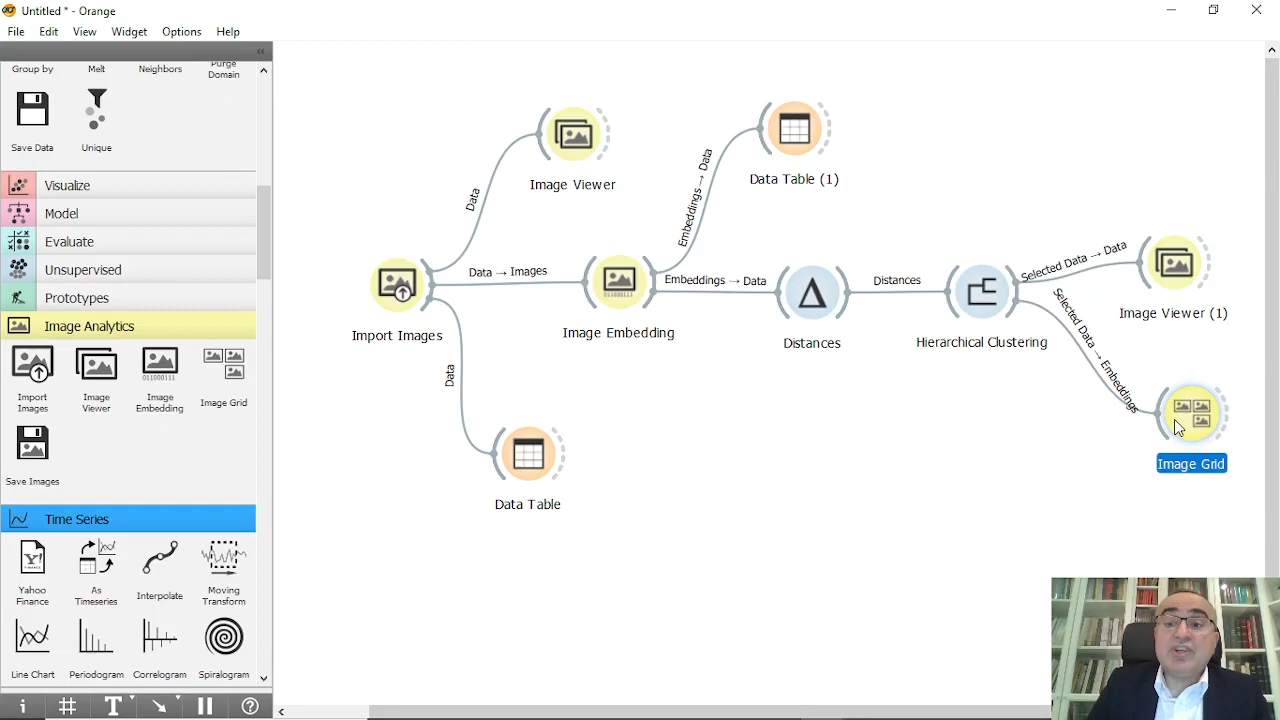 Untitled * - Orange
File Edit View Widget Options Help
Group by Melt Neighbors Purge Domain
Save Data Unique
Visualize
Model
Evaluate
Unsupervised
Prototypes
Image Analytics
Import Images
Image Viewer
Image Embedding
Image Grid
Save Images
Time Series
Yahoo Finance
As Timeseries
Interpolate
Moving Transform
Line Chart
Periodogram
Correlogram
Spiralogram
Image Viewer
Data Table (1)
Data
Embeddings → Data
Data → Images
Embeddings → Data
Distances
Selected Data → Data
Import Images
Image Embedding
Distances
Hierarchical Clustering
Image Viewer (1)
Data
Selected Data → Embeddings
Image Grid
Data Table